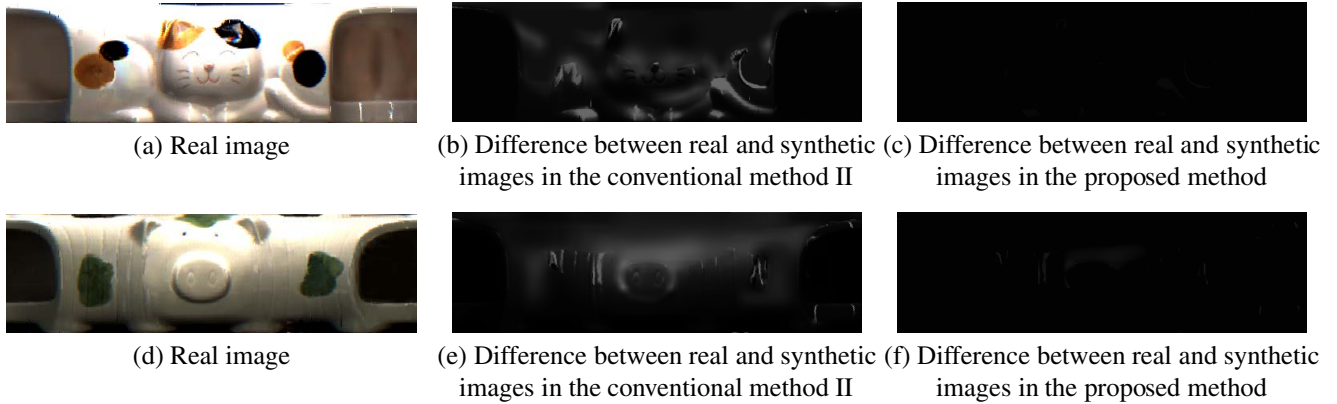 (a) Real image
(b) Difference between real and synthetic
images in the conventional method II
(c) Difference between real and synthetic
images in the proposed method
(d) Real image
(e) Difference between real and synthetic
images in the conventional method II
(f) Difference between real and synthetic
images in the proposed method